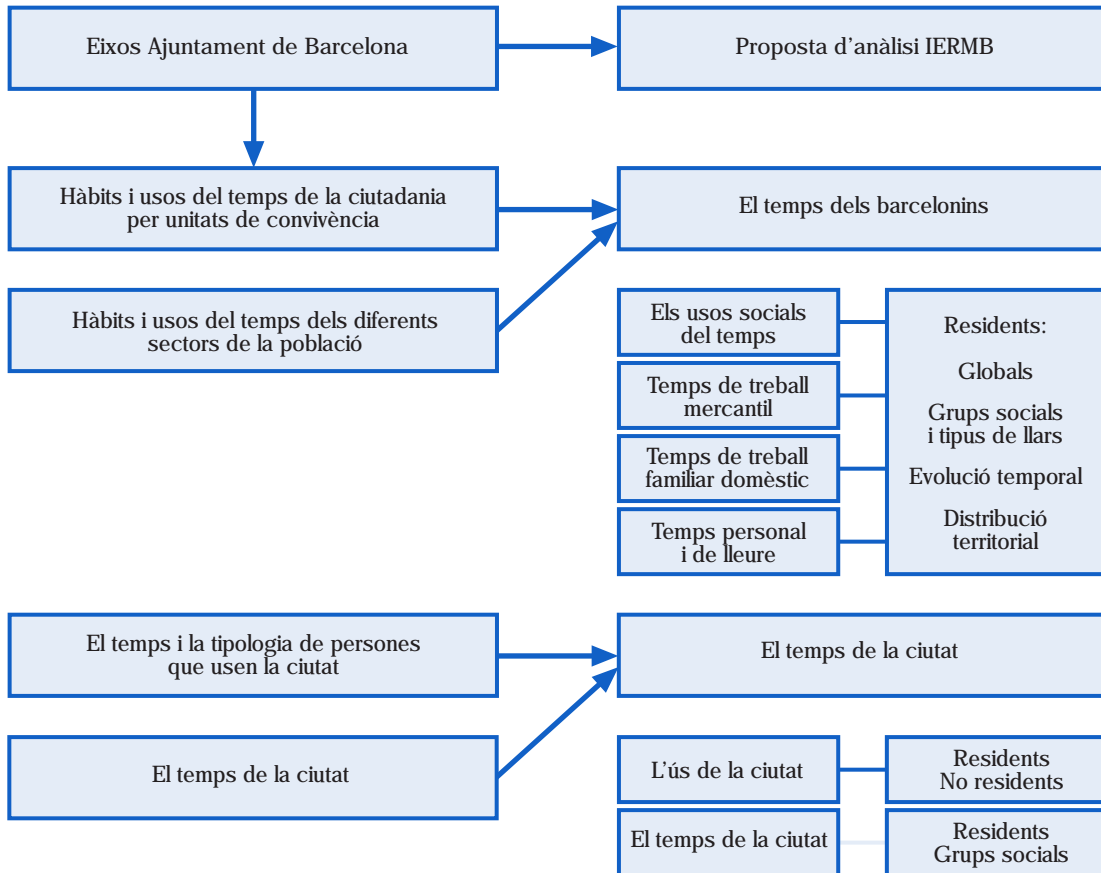 Eixos Ajuntament de Barcelona
Proposta d'anàlisi IERMB
Hàbits i usos del temps de la ciutadania
per unitats de convivència
El temps dels barcelonins
Hàbits i usos del temps dels diferents
sectors de la població
Els usos socials
del temps
Temps de treball
mercantil
Temps de treball
familiar domèstic
Temps personal
i de lleure
Residents:
Globals
Grups socials
i tipus de llars
Evolució temporal
Distribució
territorial
El temps i la tipologia de persones
que usen la ciutat
El temps de la ciutat
El temps de la ciutat
L'ús de la ciutat
Residents
No residents
El temps de la ciutat
Residents
Grups socials